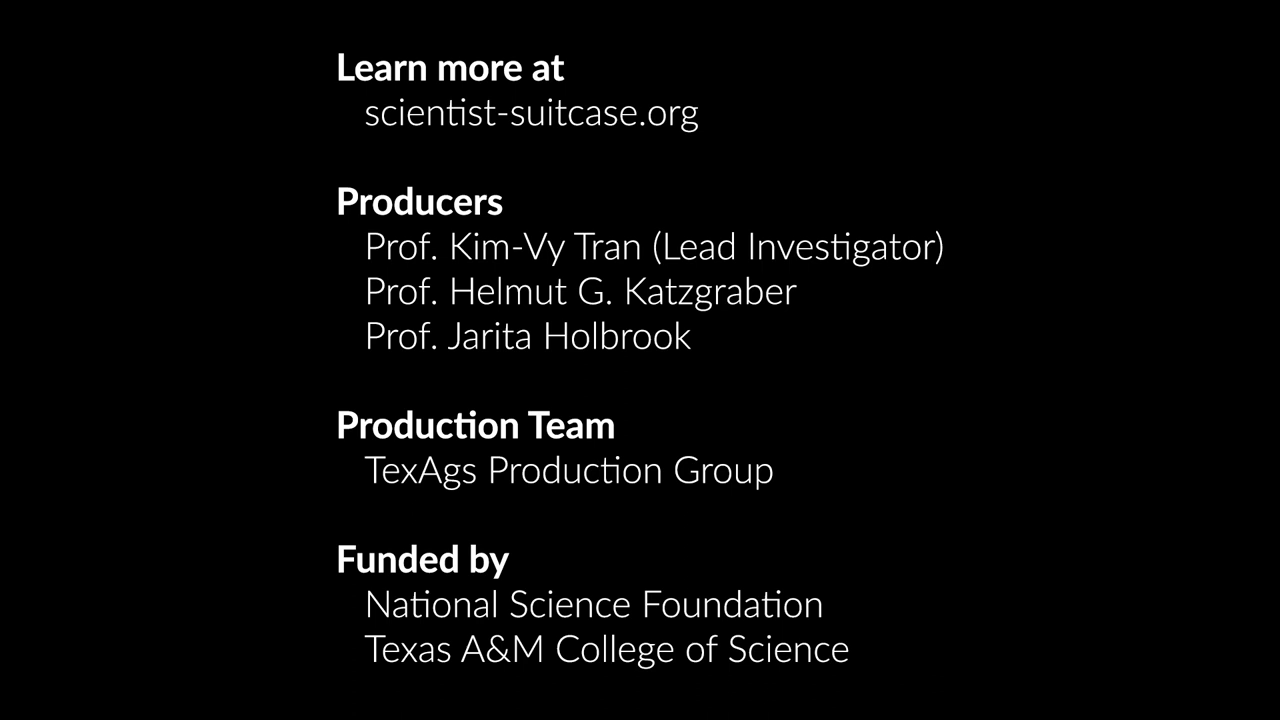 Learn more at
scientist-suitcase.org
Producers
Prof. Kim-Vy Tran (Lead Investigator)
Prof. Helmut G. Katzgraber
Prof. Jarita Holbrook
Production Team
TexAgs Production Group
Funded by
National Science Foundation
Texas A&M College of Science